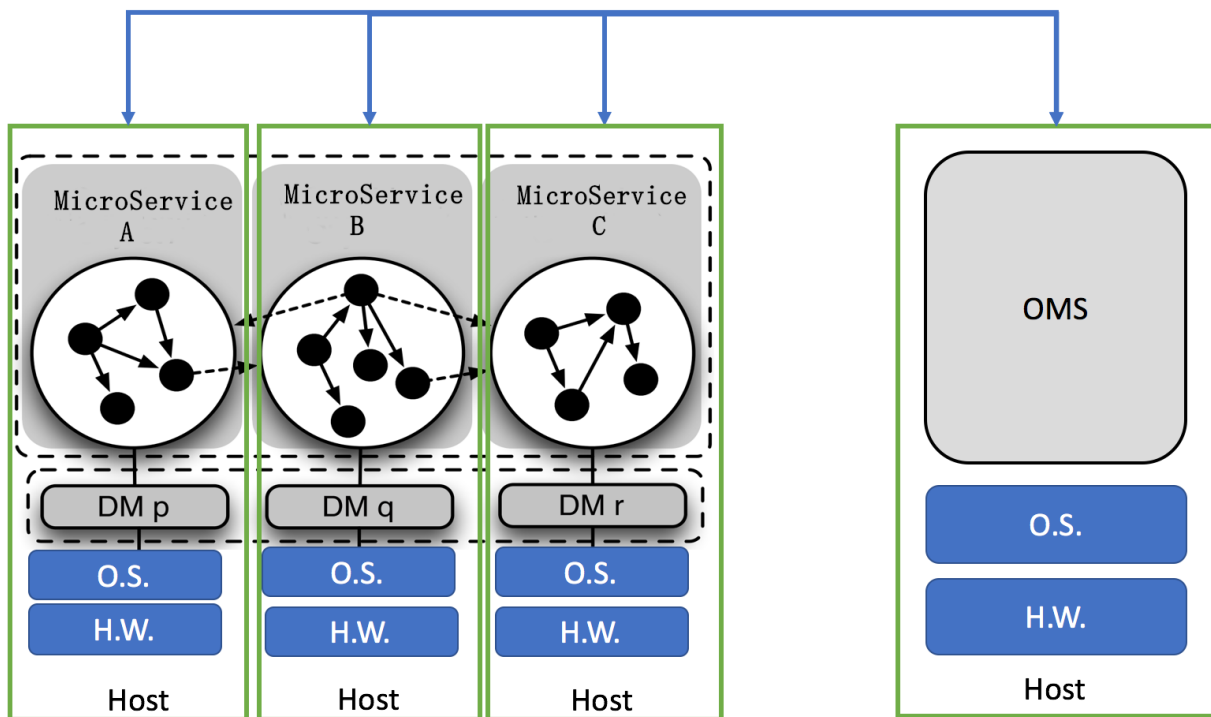 MicroService
A
MicroService
B
MicroService
C
OMS
DM p
DM q
DM r
O.S.
O.S.
O.S.
O.S.
H.W.
H.W.
H.W.
H.W.
Host
Host
Host
Host